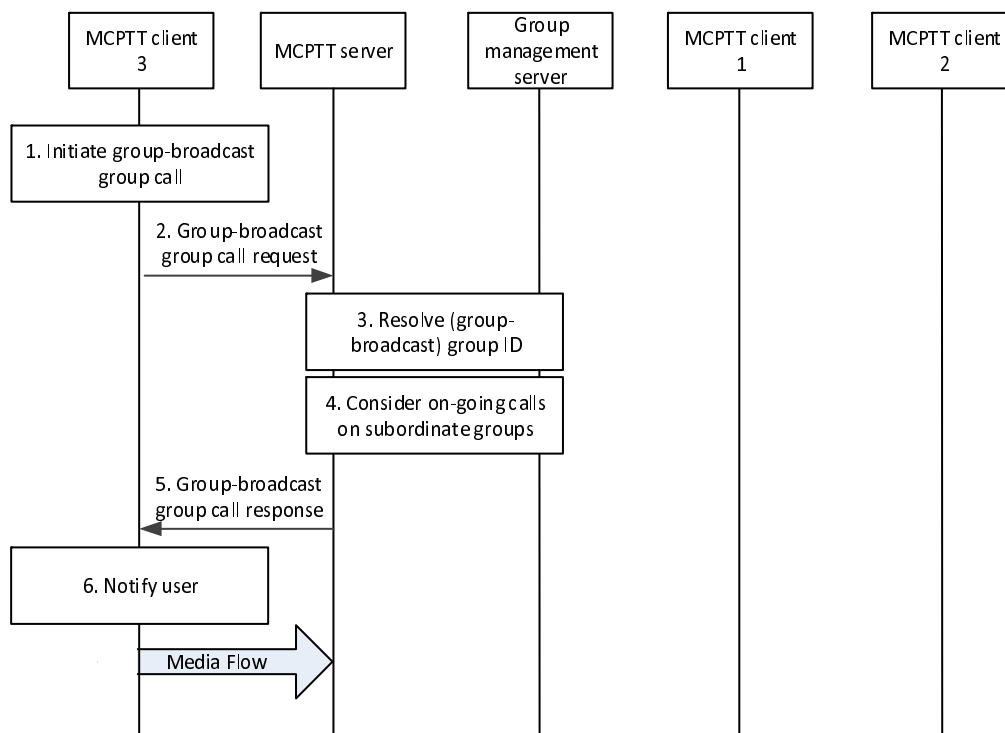 MCPTT client
3
MCPTT server
Group
management
server
MCPTT client
1
MCPTT client
2
1. Initiate group-broadcast
group call
2. Group-broadcast
group call request
3. Resolve (group-
broadcast) group ID
4. Consider on-going calls
on subordinate groups
5. Group-broadcast
group call response
6. Notify user
Media Flow